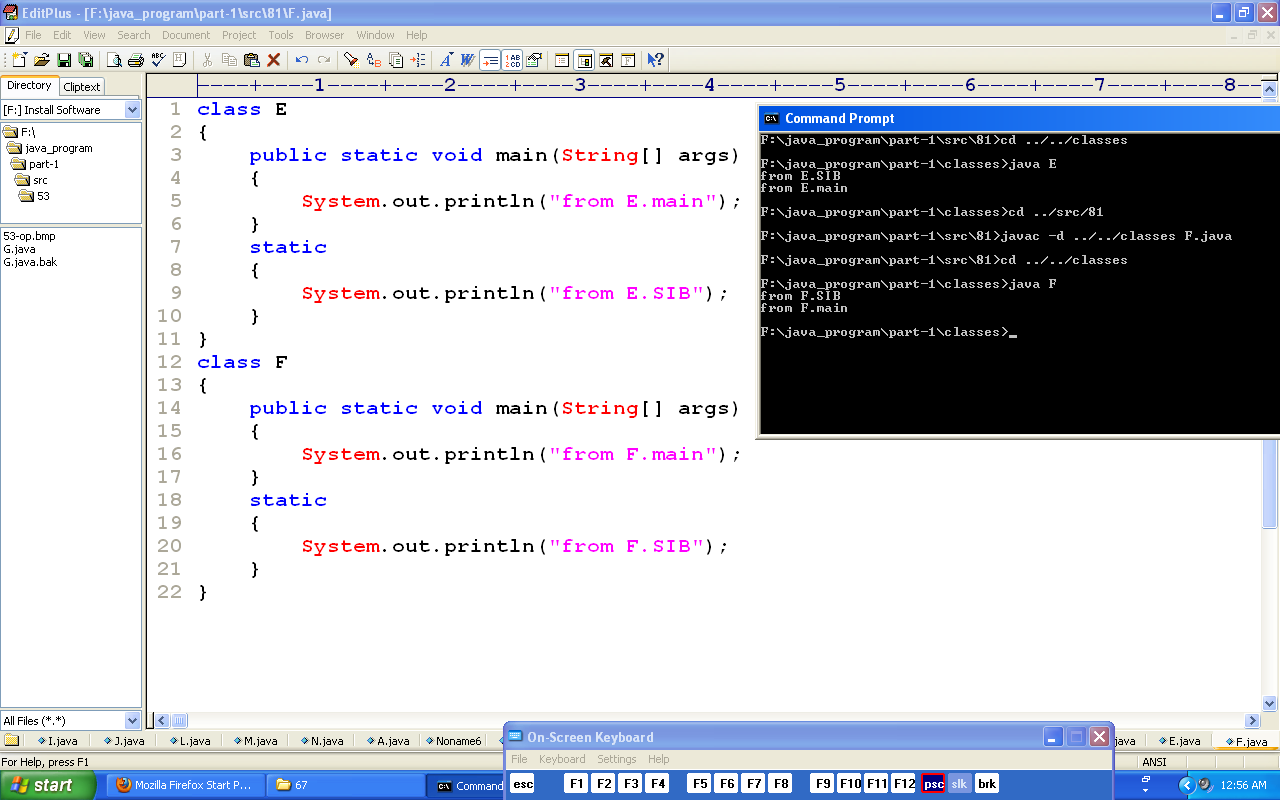 EditPlus - [F:\java_program\part-1\src\81\F.java]
File Edit View Search Document Project Tools Browser Window Help
Directory Cliptext
[F:] Install Software
F:\
java_program
part-1
src
53
53-op.bmp
G.java
G.java.bak
All Files (*.*)
----+----1----+----2----+----3----+----4----+----5----+----6----+----7----+----8--
1 class E
2 {
3 public static void main(String[] args)
4 {
5 System.out.println("from E.main");
6 }
7 static
8 {
9 System.out.println("from E.SIB");
10 }
11 }
12 class F
13 {
14 public static void main(String[] args)
15 {
16 System.out.println("from F.main");
17 }
18 static
19 {
20 System.out.println("from F.SIB");
21 }
22 }
Command Prompt
F:\java_program\part-1\src\81>cd ../../classes
F:\java_program\part-1\classes>java E
from E.SIB
from E.main
F:\java_program\part-1\classes>cd ../src/81
F:\java_program\part-1\src\81>javac -d ../../classes F.java
F:\java_program\part-1\src\81>cd ../../classes
F:\java_program\part-1\classes>java F
from F.SIB
from F.main
F:\java_program\part-1\classes>_
I.java J.java L.java M.java N.java A.java Noname6 java E.java F.java
For Help, press F1 ANSI
On-Screen Keyboard
File Keyboard Settings Help
esc F1 F2 F3 F4 F5 F6 F7 F8 F9 F10 F11 F12 psc slk brk
start Mozilla Firefox Start P... 67 Command 12:56 AM